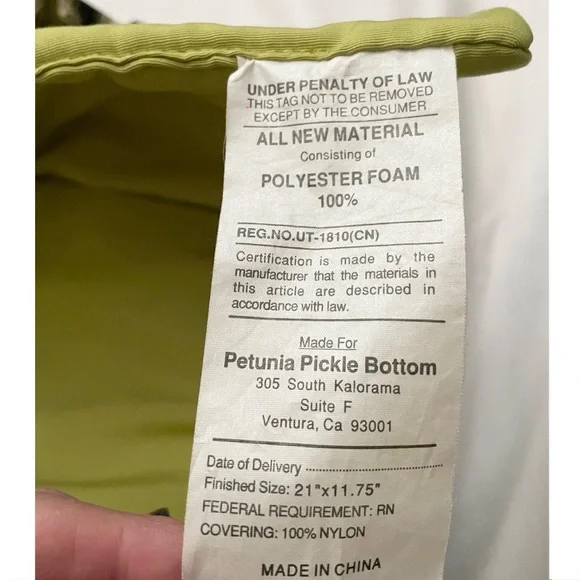 UNDER PENALTY OF LAW
THIS TAG NOT TO BE REMOVED
EXCEPT BY THE CONSUMER
ALL NEW MATERIAL
Consisting of
POLYESTER FOAM
100%
REG.NO.UT-1810(CN)
Certification is made by the
manufacturer that the materials in
this article are described in
accordance with law.
Made For
Petunia Pickle Bottom
305 South Kalorama
Suite F
Ventura, Ca 93001
Date of Delivery ........................................
Finished Size: 21"x11.75"
FEDERAL REQUIREMENT: RN
COVERING: 100% NYLON
MADE IN CHINA